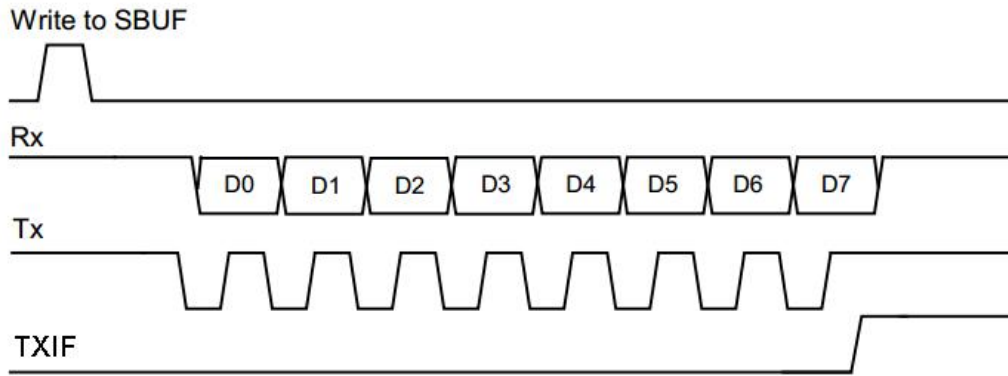 Write to SBUF
Rx
D0 D1 D2 D3 D4 D5 D6 D7
Tx
TXIF